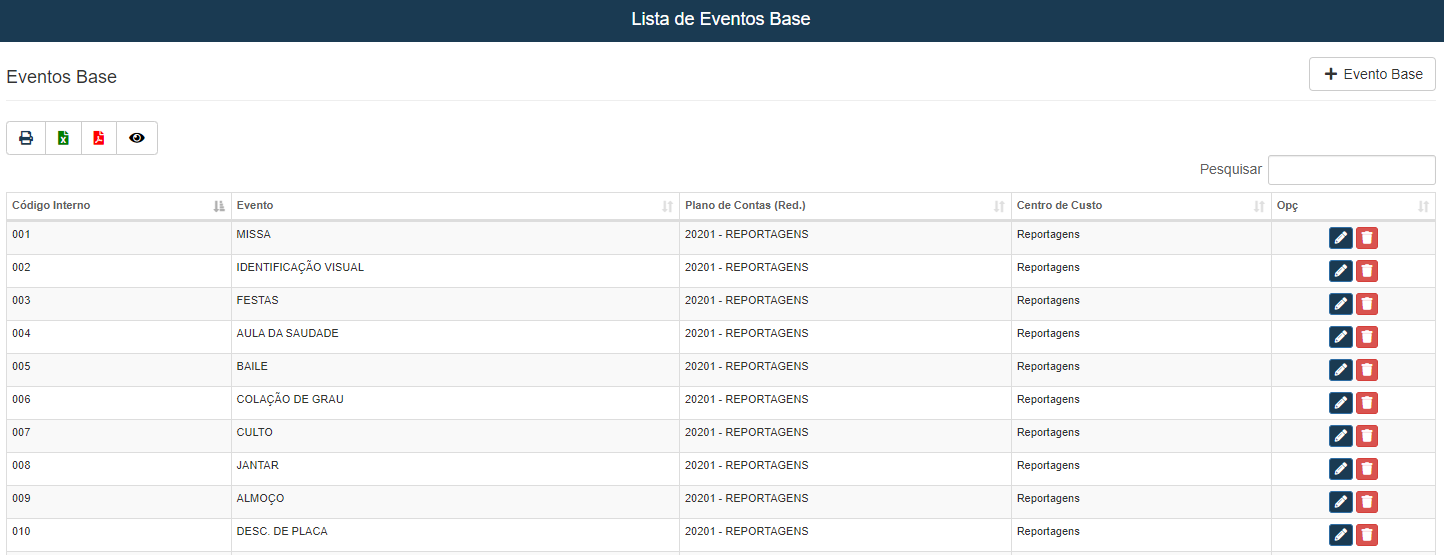 Lista de Eventos Base
Eventos Base
Evento Base
Pesquisar
Código Interno Evento Plano de Contas (Red.) Centro de Custo Opç
001 MISSA 20201 - REPORTAGENS Reportagens
002 IDENTIFICAÇÃO VISUAL 20201 - REPORTAGENS Reportagens
003 FESTAS 20201 - REPORTAGENS Reportagens
004 AULA DA SAUDADE 20201 - REPORTAGENS Reportagens
005 BAILE 20201 - REPORTAGENS Reportagens
006 COLAÇÃO DE GRAU 20201 - REPORTAGENS Reportagens
007 CULTO 20201 - REPORTAGENS Reportagens
008 JANTAR 20201 - REPORTAGENS Reportagens
009 ALMOÇO 20201 - REPORTAGENS Reportagens
010 DESC. DE PLACA 20201 - REPORTAGENS Reportagens